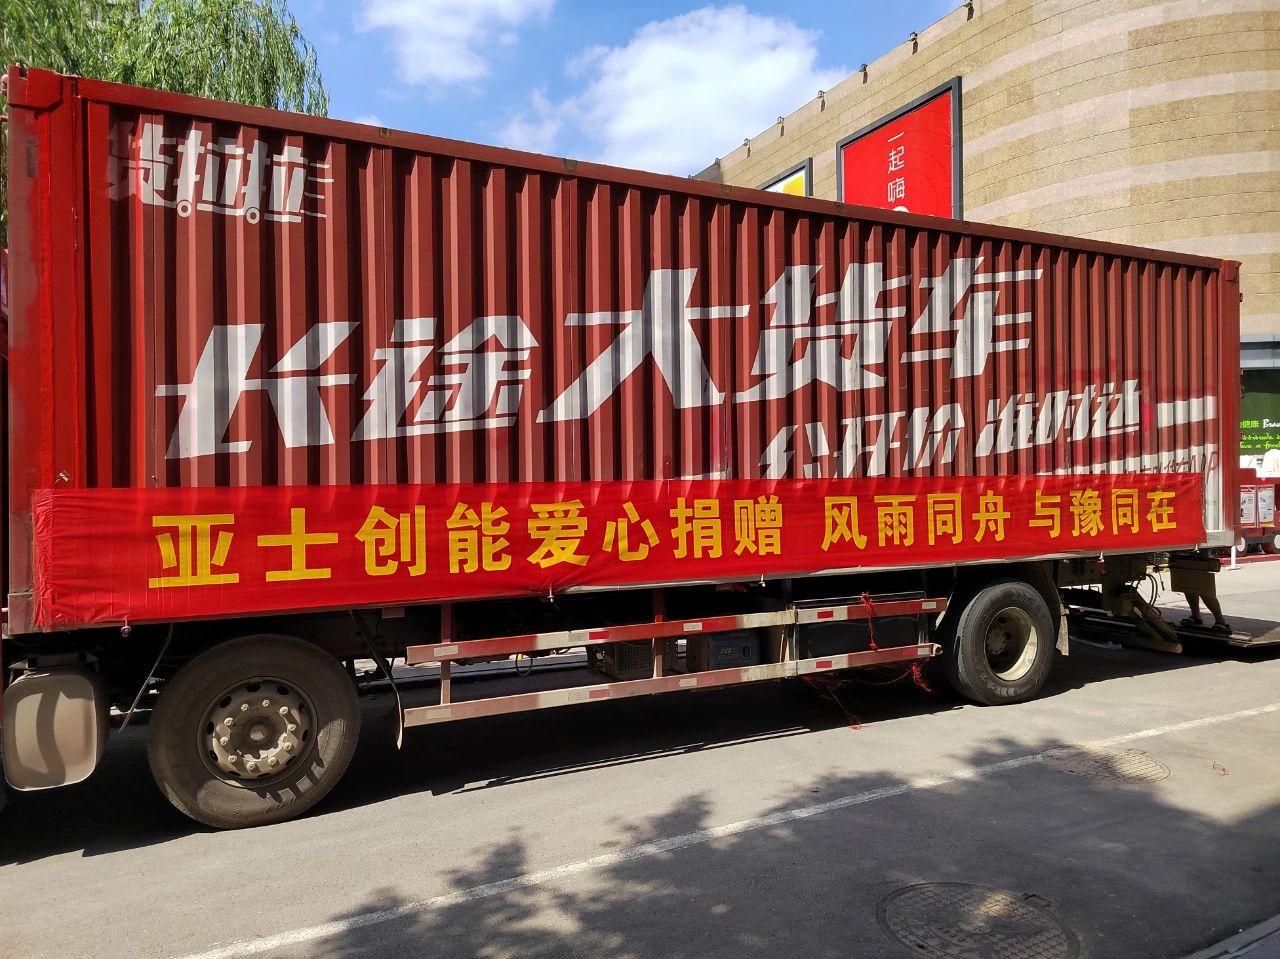 货拉拉
长途大货车
公开价 准时达
亚士创能爱心捐赠 风雨同舟 与豫同在
一起嗨